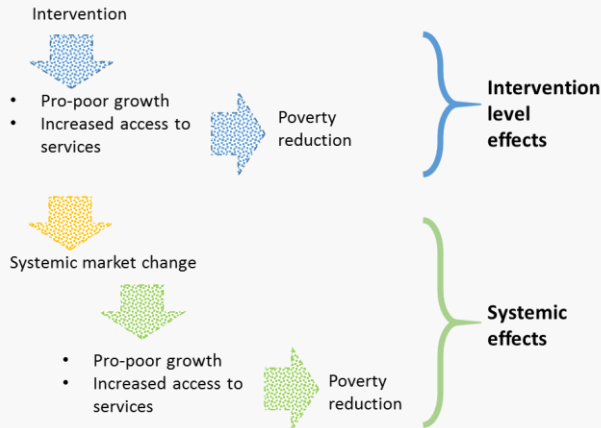 Intervention
• Pro-poor growth
• Increased access to
services
Poverty
reduction
Intervention
level
effects
Systemic market change
• Pro-poor growth
• Increased access to
services
Poverty
reduction
Systemic
effects